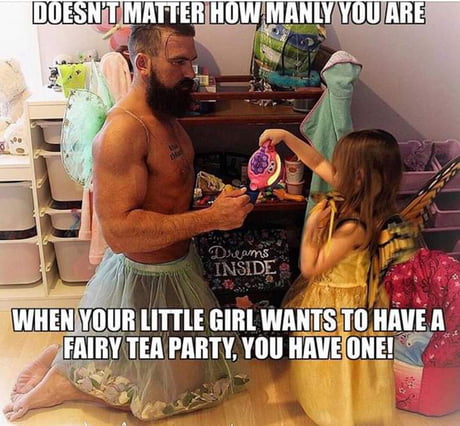 DOESN'T MATTER HOW MANLY YOU ARE
Dreams
INSIDE
WHEN YOUR LITTLE GIRL WANTS TO HAVE A
FAIRY TEA PARTY, YOU HAVE ONE!